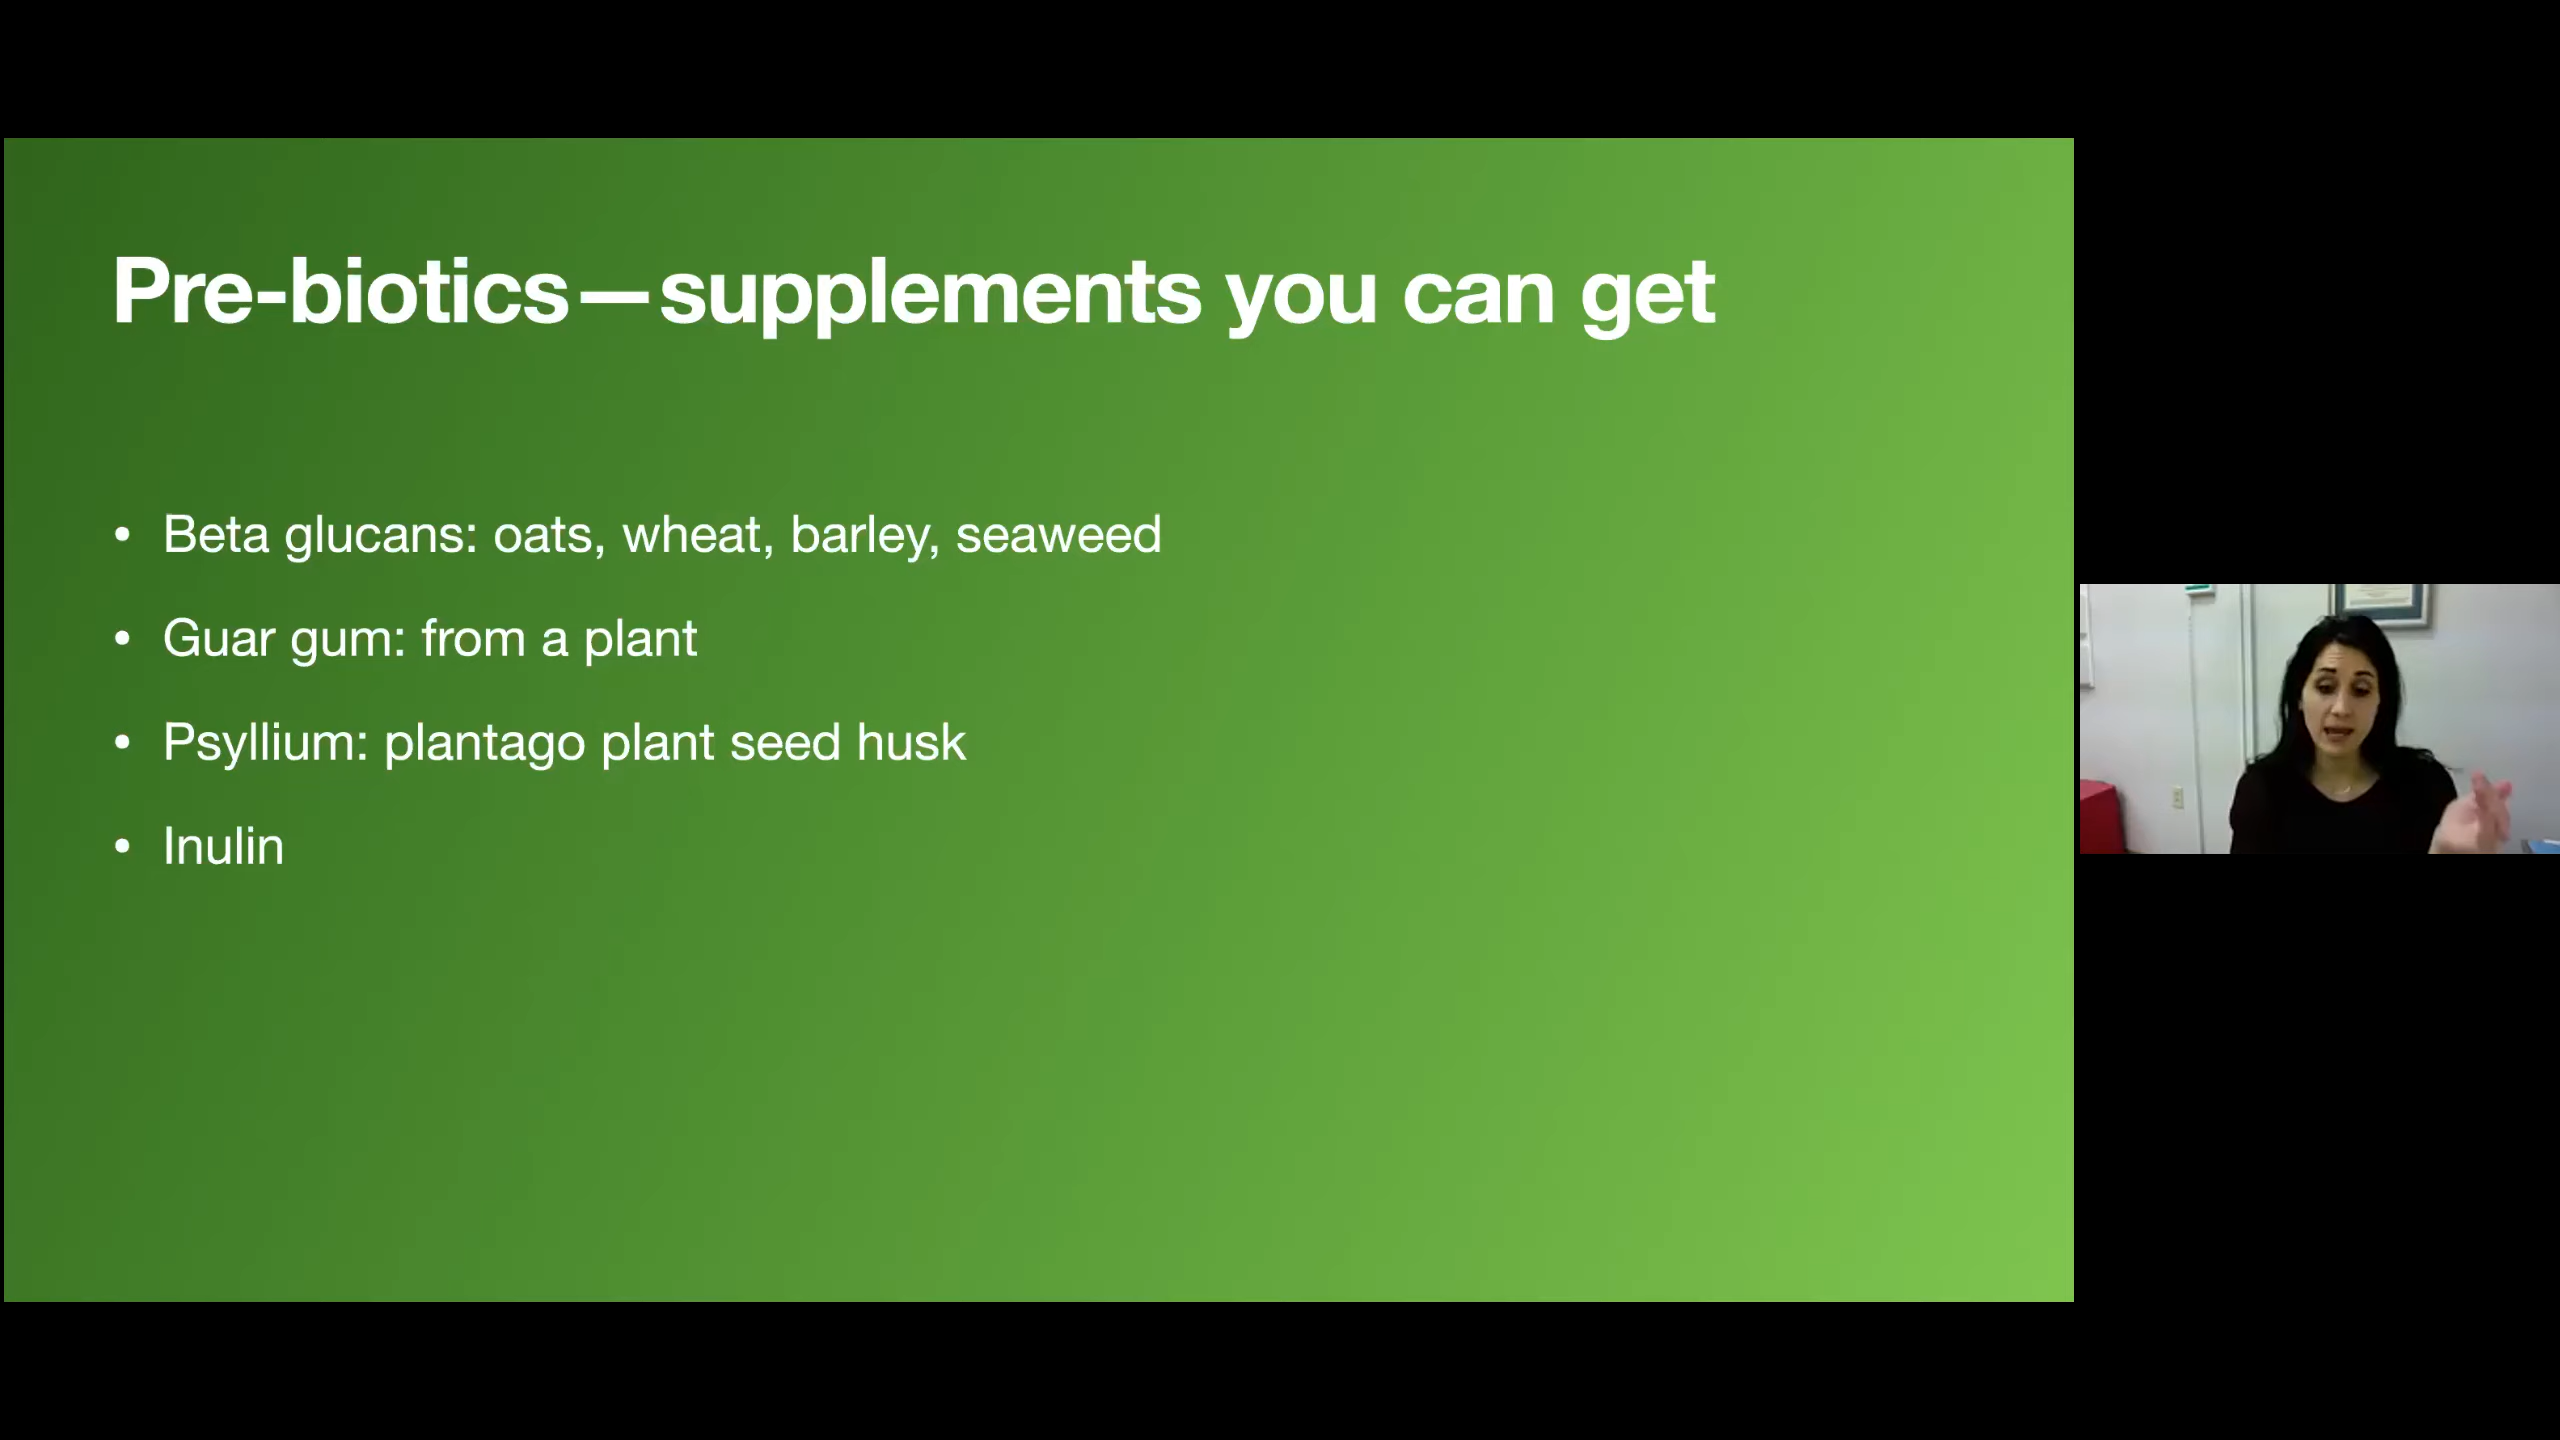 Pre-biotics—supplements you can get
• Beta glucans: oats, wheat, barley, seaweed
• Guar gum: from a plant
• Psyllium: plantago plant seed husk
• Inulin